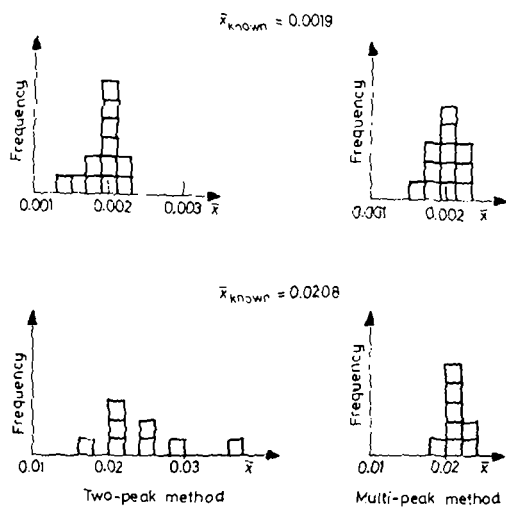 x̄known = 0.0019
Frequency
Frequency
0.001 0.002 0.003 x̄
0.001 0.002 x̄
x̄known = 0.0208
Frequency
Frequency
0.01 0.02 0.03 x̄
0.01 0.02 x̄
Two-peak method
Multi-peak method